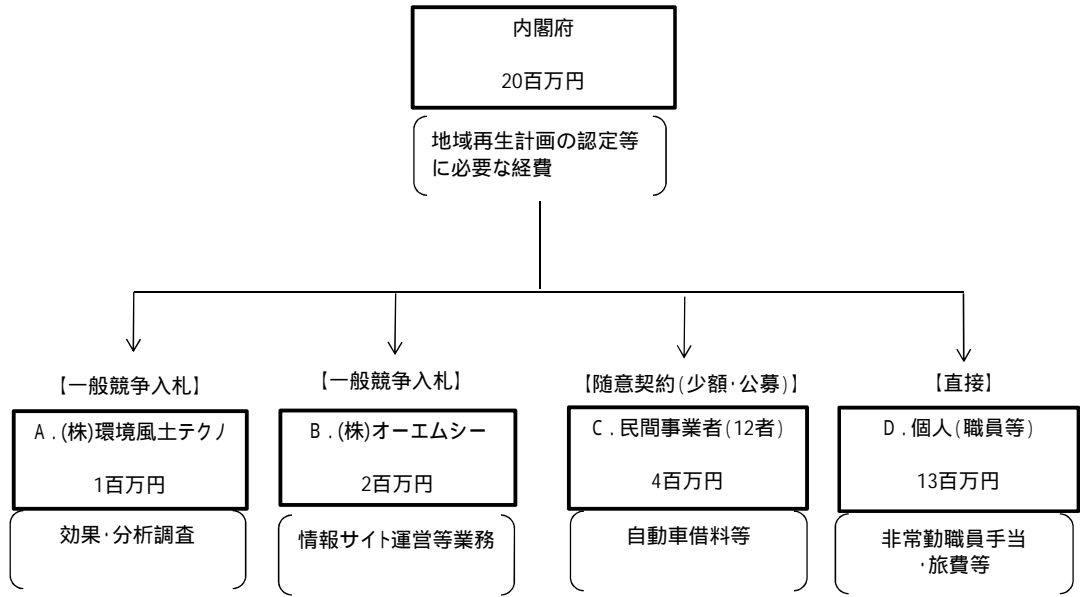 内閣府
20百万円
地域再生計画の認定等
に必要な経費
【一般競争入札】
A．(株)環境風土テクノ
1百万円
効果・分析調査
【一般競争入札】
B．(株)オーエムシー
2百万円
情報サイト運営等業務
【随意契約(少額・公募)】
C．民間事業者(12者)
4百万円
自動車借料等
【直接】
D．個人(職員等)
13百万円
非常勤職員手当
・旅費等